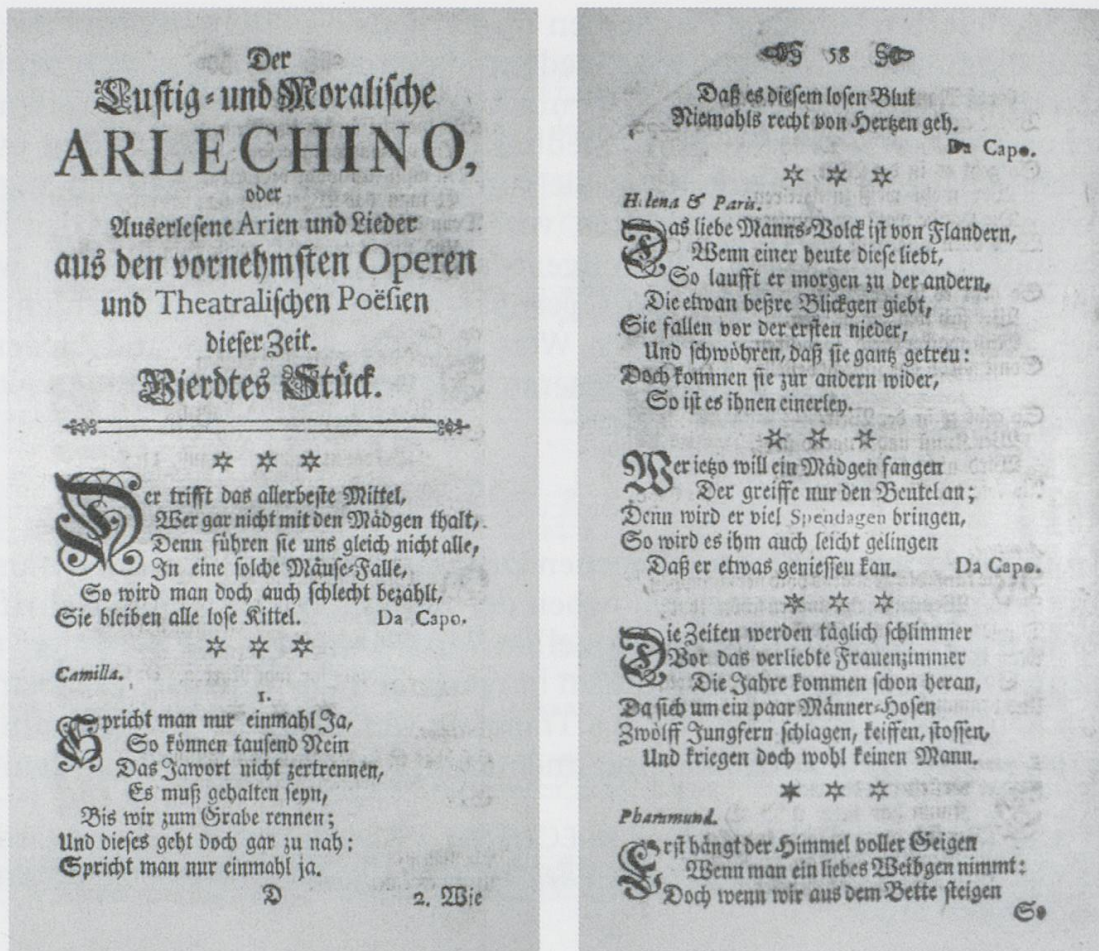 Der
Lustig- und Moralische
ARLECHINO,
oder
Auserlesene Arien und Lieder
aus den vornehmsten Operen
und Theatralischen Poësien
dieser Zeit.
Vierdtes Stück.
Der trifft das allerbeste Mittel,
Wer gar nicht mit den Mädgen thalt,
Denn führen sie uns gleich nicht alle,
In eine solche Mäuse-Falle,
So wird man doch auch schlecht bezahlt,
Sie bleiben alle lose Kittel. Da Capo.
Camilla.
1.
Spricht man nur einmahl Ja,
So können tausend Nein
Das Jawort nicht zertrennen,
Es muß gehalten seyn,
Bis wir zum Grabe rennen;
Und dieses geht doch gar zu nah:
Spricht man nur einmahl ja.
D 2. Wie
58
Daß es diesem losen Blut
Niemahls recht von Hertzen geh.
Da Capo.
Helena & Paris.
Das liebe Manns-Volck ist von Flandern,
Wenn einer heute diese liebt,
So laufft er morgen zu der andern,
Die etwan beßre Blickgen giebt,
Sie fallen vor der ersten nieder,
Und schwöhren, daß sie gantz getreu:
Doch kommen sie zur andern wider,
So ist es ihnen einerley.
Wer ietzo will ein Mädgen fangen
Der greiffe nur den Beutel an;
Denn wird er viel Spendagen bringen,
So wird es ihm auch leicht gelingen
Daß er etwas geniessen kan. Da Capo.
Die Zeiten werden täglich schlimmer
Vor das verliebte Frauenzimmer
Die Jahre kommen schon heran,
Da sich um ein paar Männer-Hosen
Zwölff Jungfern schlagen, keiffen, stossen,
Und kriegen doch wohl keinen Mann.
Pharamund.
Erst hängt der Himmel voller Geigen
Wenn man ein liebes Weibgen nimmt:
Doch wenn wir aus dem Bette steigen
So